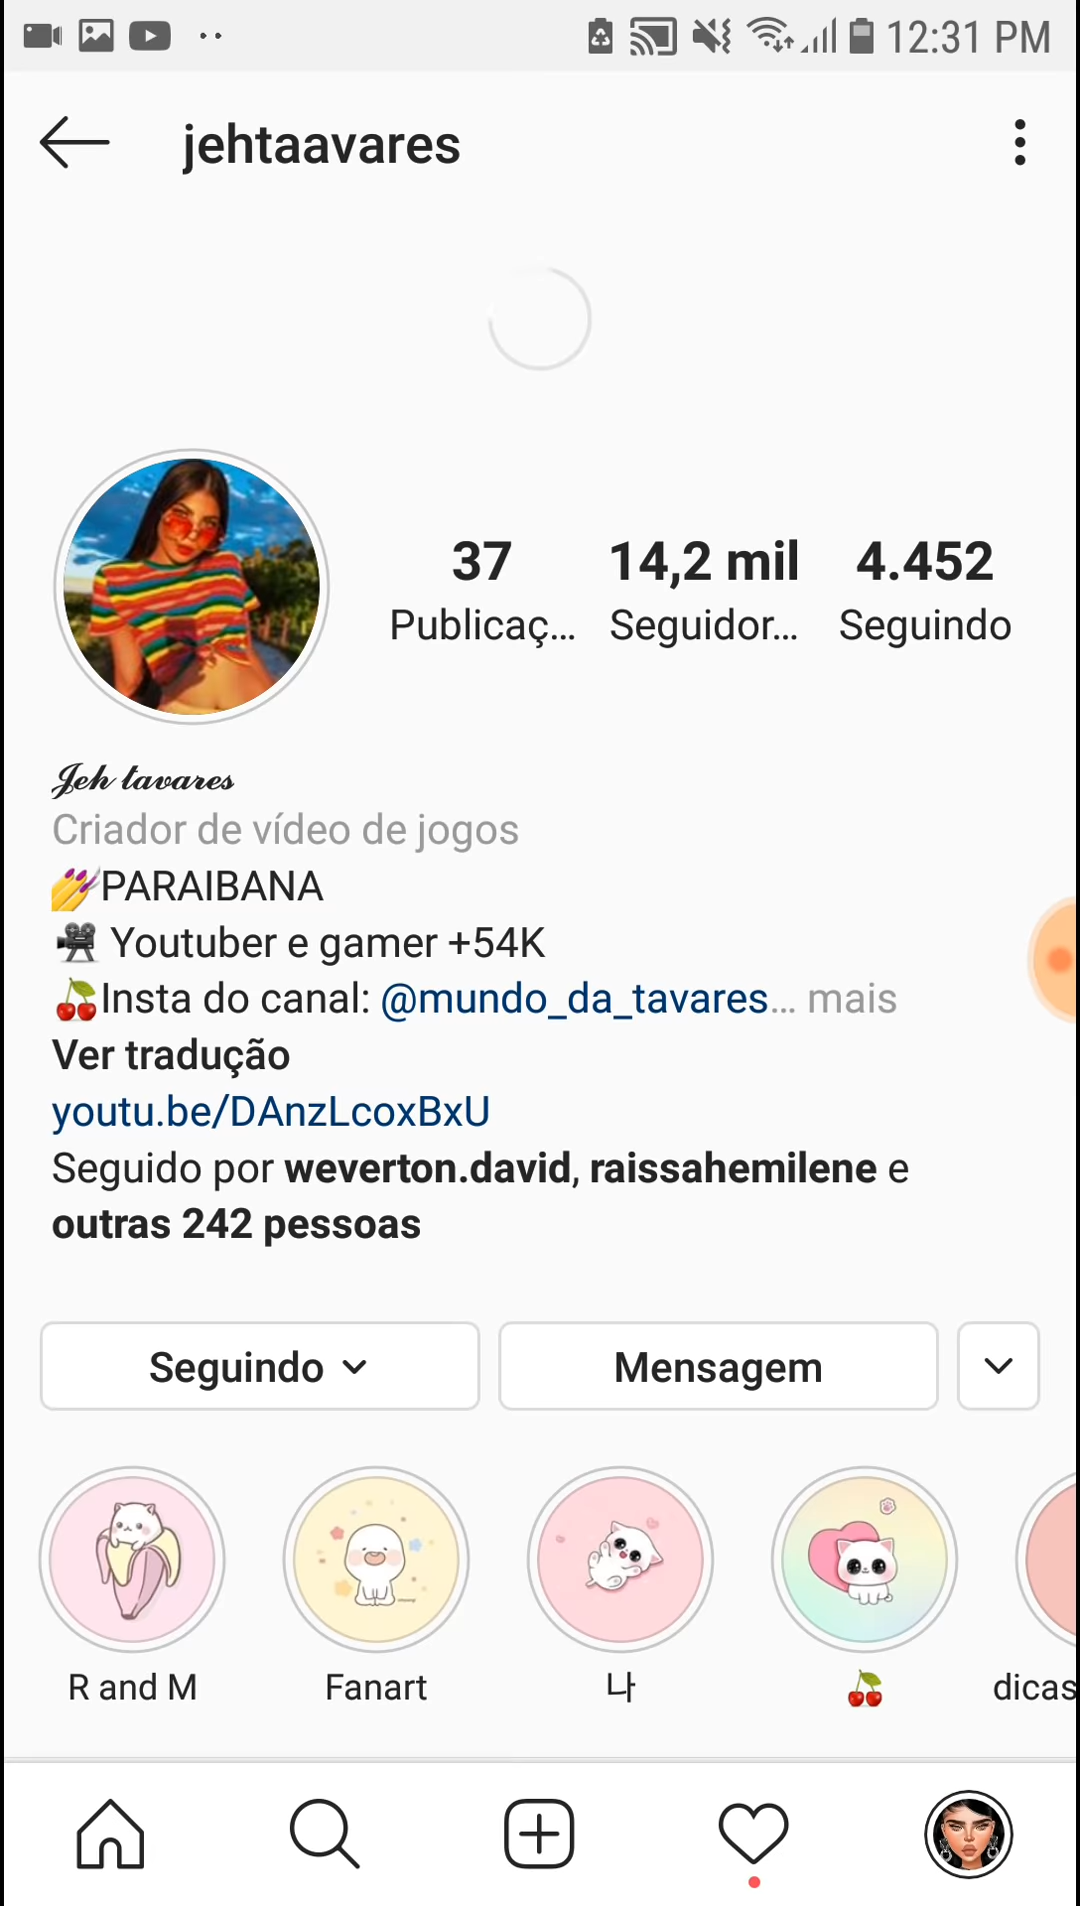 12:31 PM
jehtaavares
37 14,2 mil 4.452
Publicaç... Seguidor... Seguindo
Jeh tavares
Criador de vídeo de jogos
💅PARAIBANA
🎥 Youtuber e gamer +54K
🍒Insta do canal: @mundo_da_tavares... mais
Ver tradução
youtu.be/DAnzLcoxBxU
Seguido por weverton.david, raissahemilene e
outras 242 pessoas
Seguindo Mensagem
R and M Fanart 나 🍒 dicas